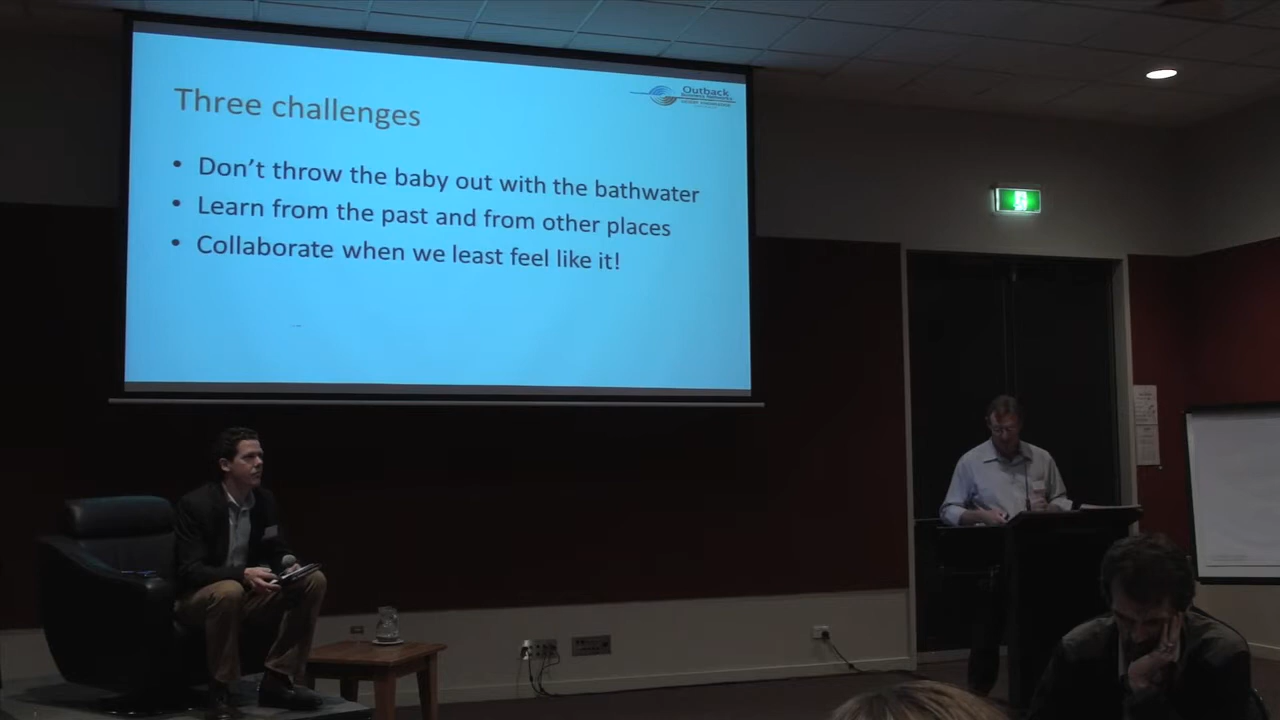 Three challenges
Outback
• Don't throw the baby out with the bathwater
• Learn from the past and from other places
• Collaborate when we least feel like it!